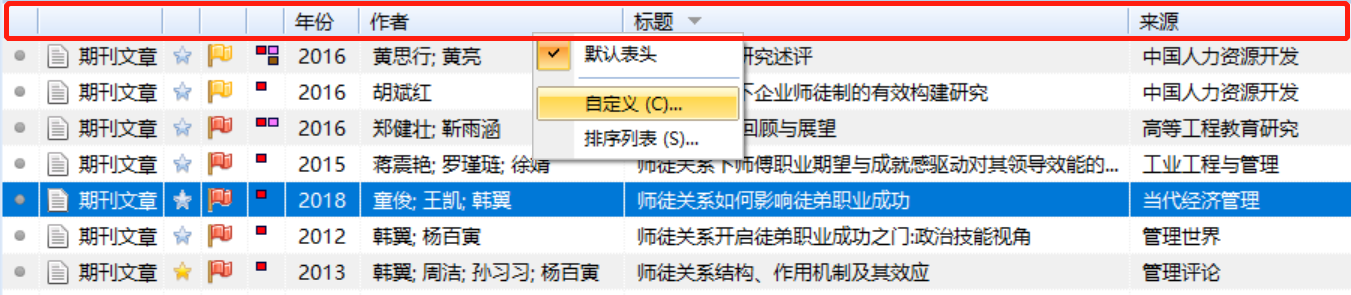 年份 作者 标题 来源
期刊文章 2016 黄思行; 黄亮 研究述评 中国人力资源开发
默认表头
期刊文章 2016 胡斌红 下企业师徒制的有效构建研究 中国人力资源开发
自定义 (C)...
期刊文章 2016 郑健壮; 靳雨涵 回顾与展望 高等工程教育研究
排序列表 (S)...
期刊文章 2015 蒋震艳; 罗瑾琏; 徐婧 师徒关系下师傅职业期望与成就感驱动对其领导效能的... 工业工程与管理
期刊文章 2018 童俊; 王凯; 韩翼 师徒关系如何影响徒弟职业成功 当代经济管理
期刊文章 2012 韩翼; 杨百寅 师徒关系开启徒弟职业成功之门:政治技能视角 管理世界
期刊文章 2013 韩翼; 周洁; 孙习习; 杨百寅 师徒关系结构、作用机制及其效应 管理评论